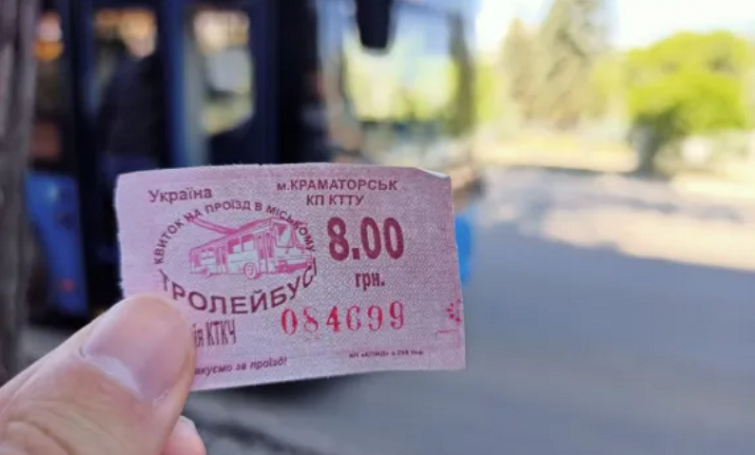 Україна
м.КРАМАТОРСЬК
КП КТТУ
КВИТОК НА ПРОЇЗД В МІСЬКОМУ
ТРОЛЕЙБУСІ
8.00
грн.
КТКЧ
084699
за проїзд!